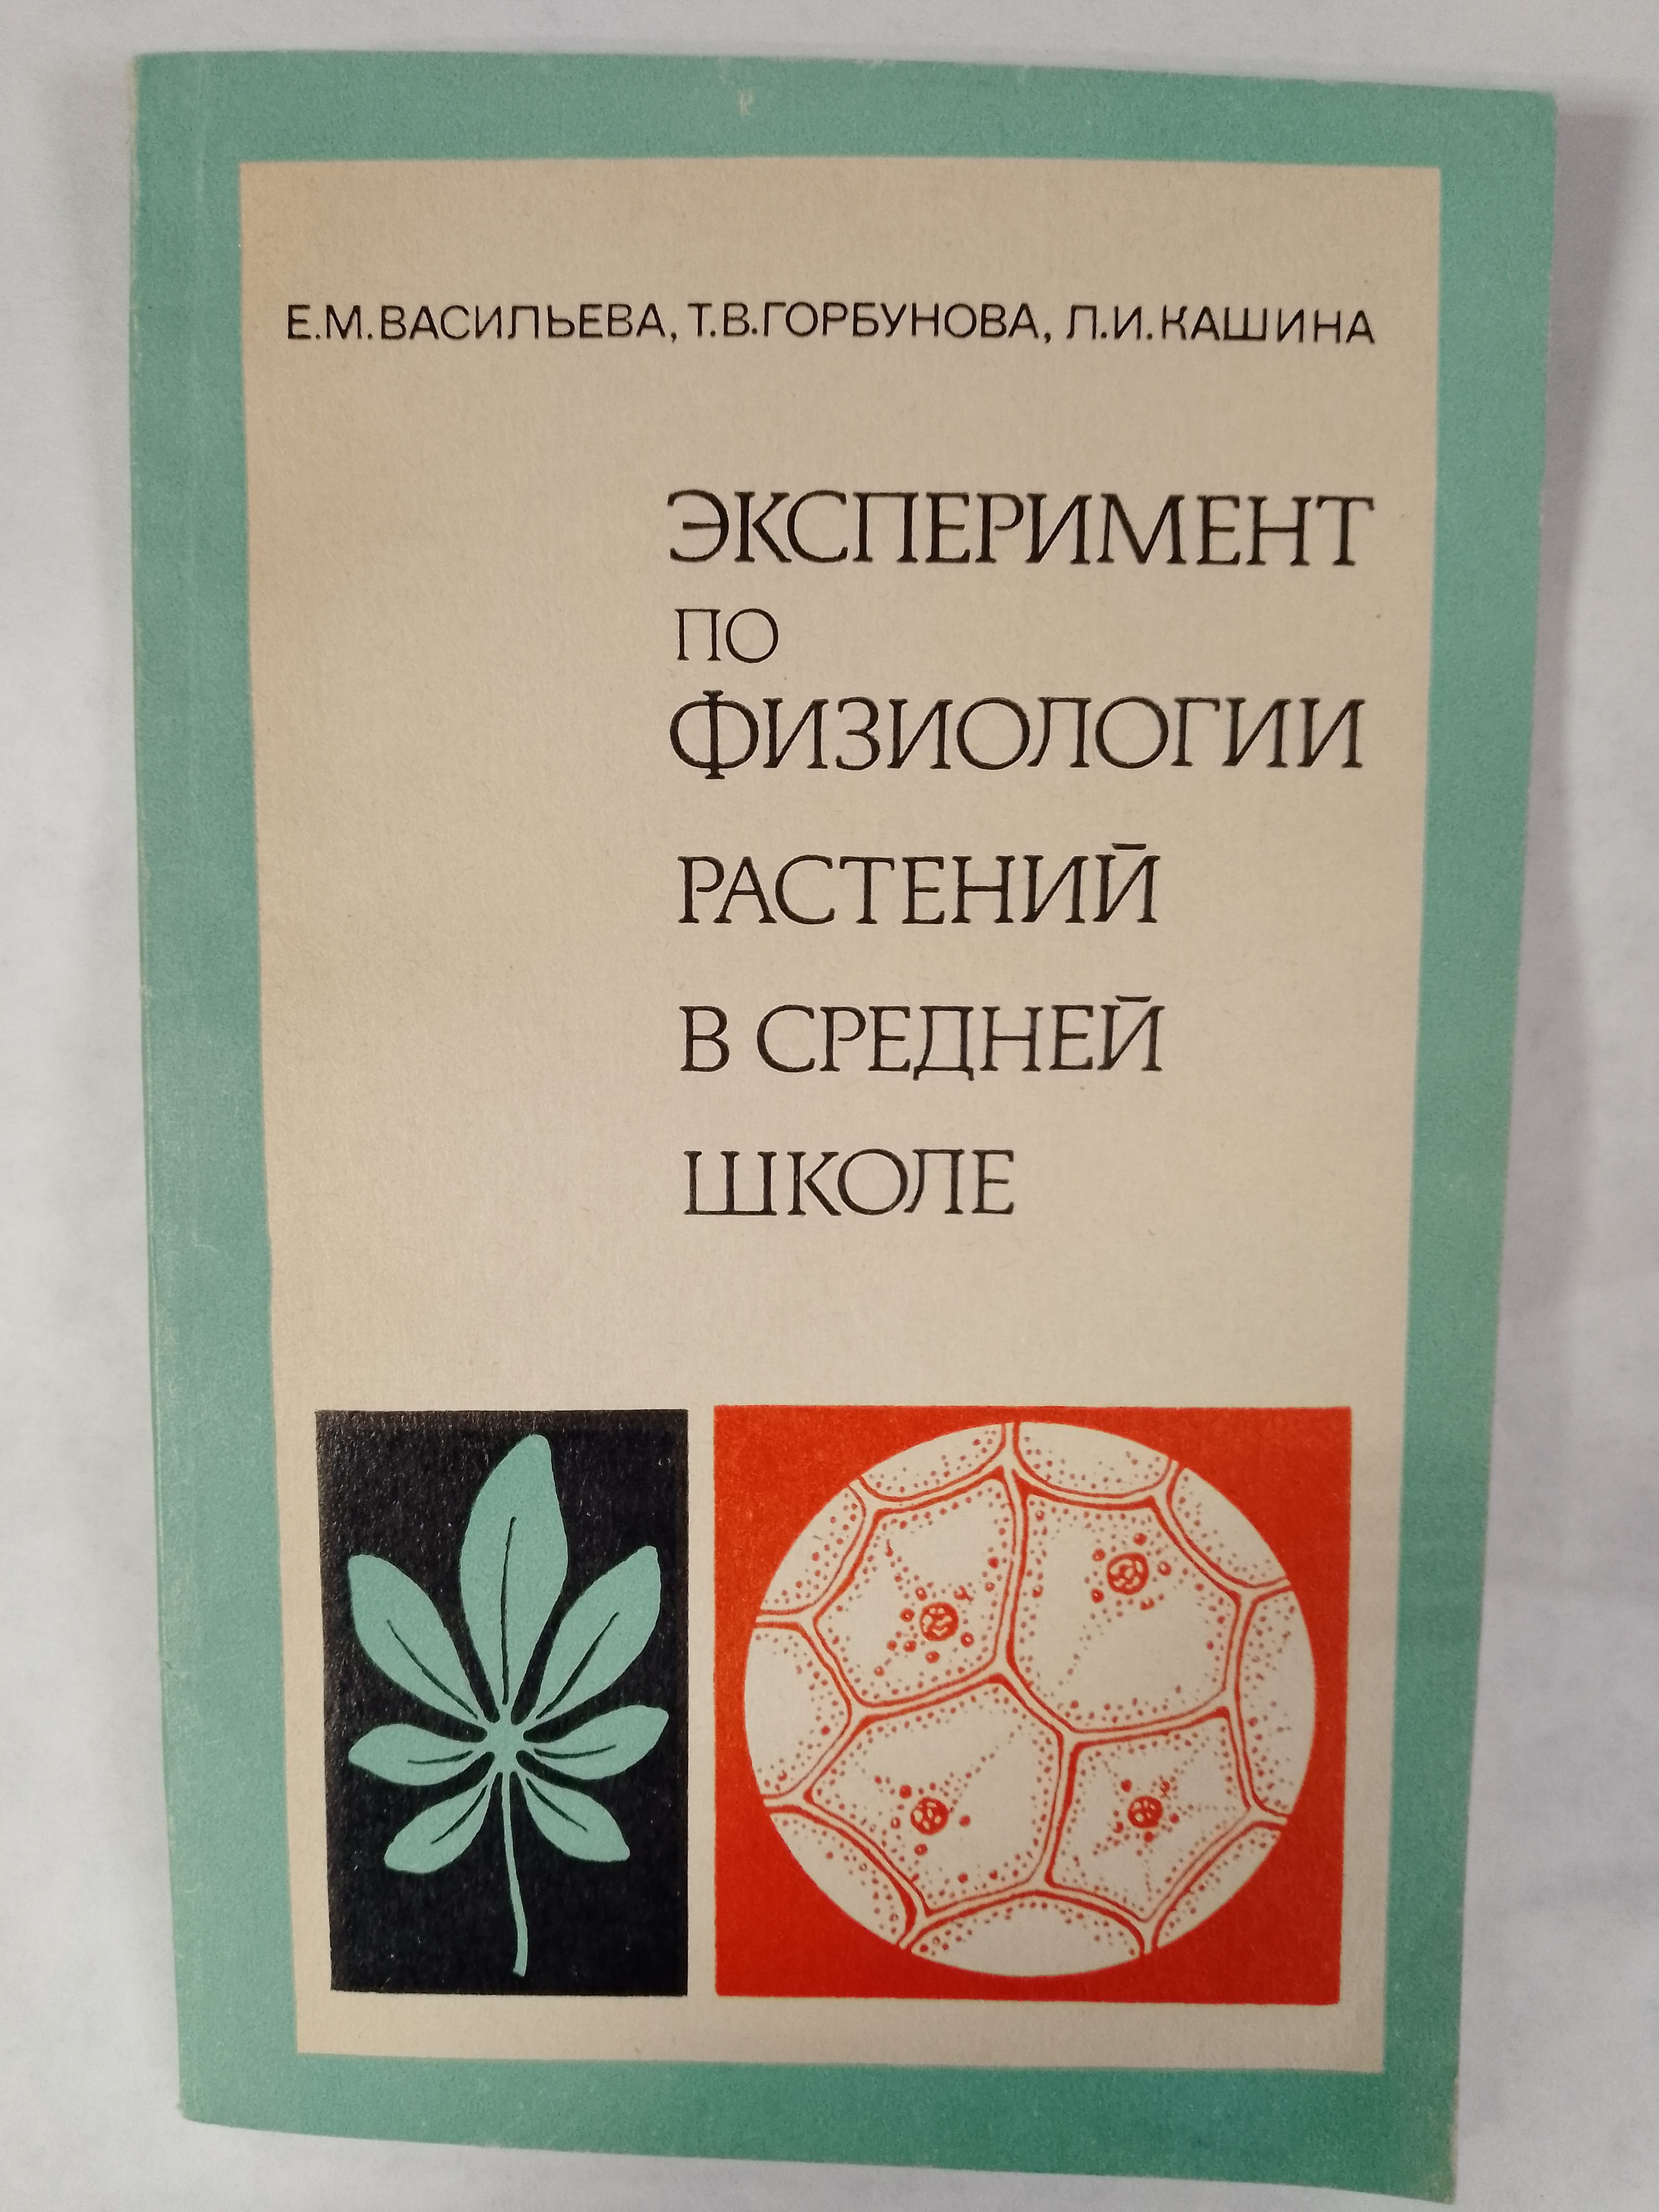 Е.М.ВАСИЛЬЕВА, Т.В.ГОРБУНОВА, Л.И.КАШИНА
ЭКСПЕРИМЕНТ
ПО
ФИЗИОЛОГИИ
РАСТЕНИЙ
В СРЕДНЕЙ
ШКОЛЕ